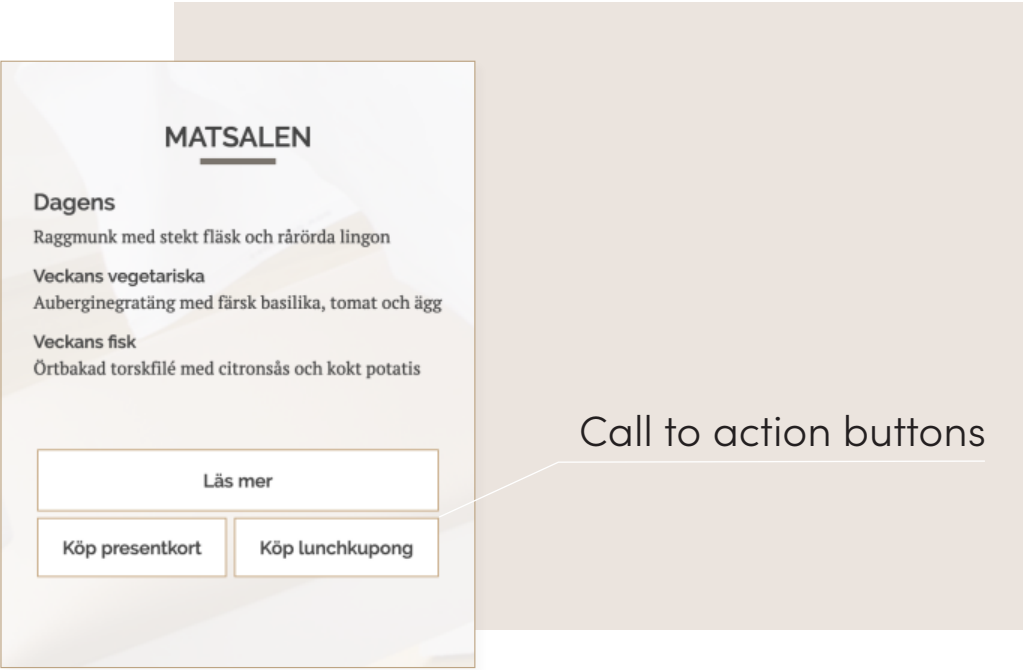 MATSALEN
Dagens
Raggmunk med stekt fläsk och rårörda lingon
Veckans vegetariska
Auberginegratäng med färsk basilika, tomat och ägg
Veckans fisk
Örtbakad torskfilé med citronsås och kokt potatis
Call to action buttons
Läs mer
Köp presentkort
Köp lunchkupong